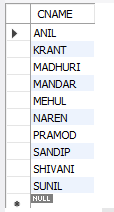 CNAME
ANIL
KRANT
MADHURI
MANDAR
MEHUL
NAREN
PRAMOD
SANDIP
SHIVANI
SUNIL
NULL